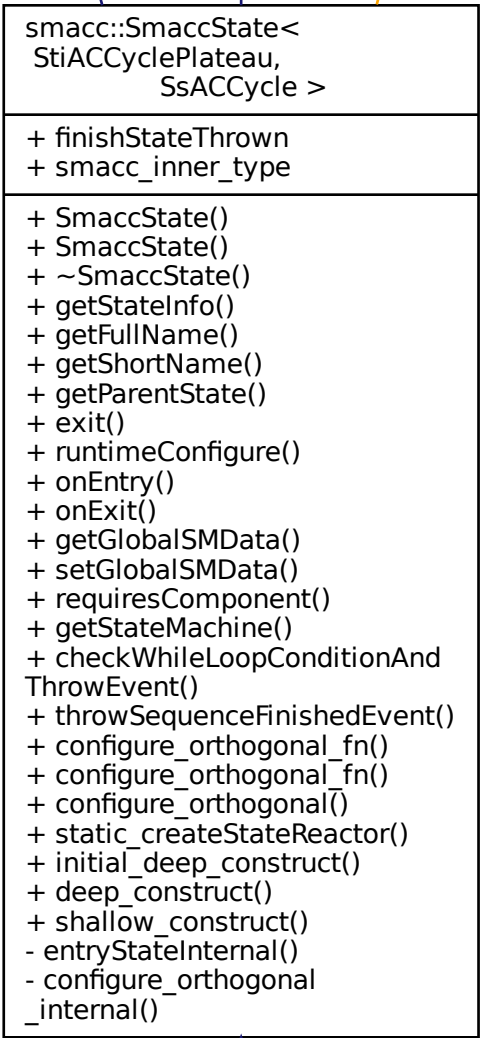 smacc::SmaccState<
StiACCyclePlateau,
SsACCycle >
+ finishStateThrown
+ smacc_inner_type
+ SmaccState()
+ SmaccState()
+ ~SmaccState()
+ getStateInfo()
+ getFullName()
+ getShortName()
+ getParentState()
+ exit()
+ runtimeConfigure()
+ onEntry()
+ onExit()
+ getGlobalSMData()
+ setGlobalSMData()
+ requiresComponent()
+ getStateMachine()
+ checkWhileLoopConditionAnd
ThrowEvent()
+ throwSequenceFinishedEvent()
+ configure_orthogonal_fn()
+ configure_orthogonal_fn()
+ configure_orthogonal()
+ static_createStateReactor()
+ initial_deep_construct()
+ deep_construct()
+ shallow_construct()
- entryStateInternal()
- configure_orthogonal
_internal()